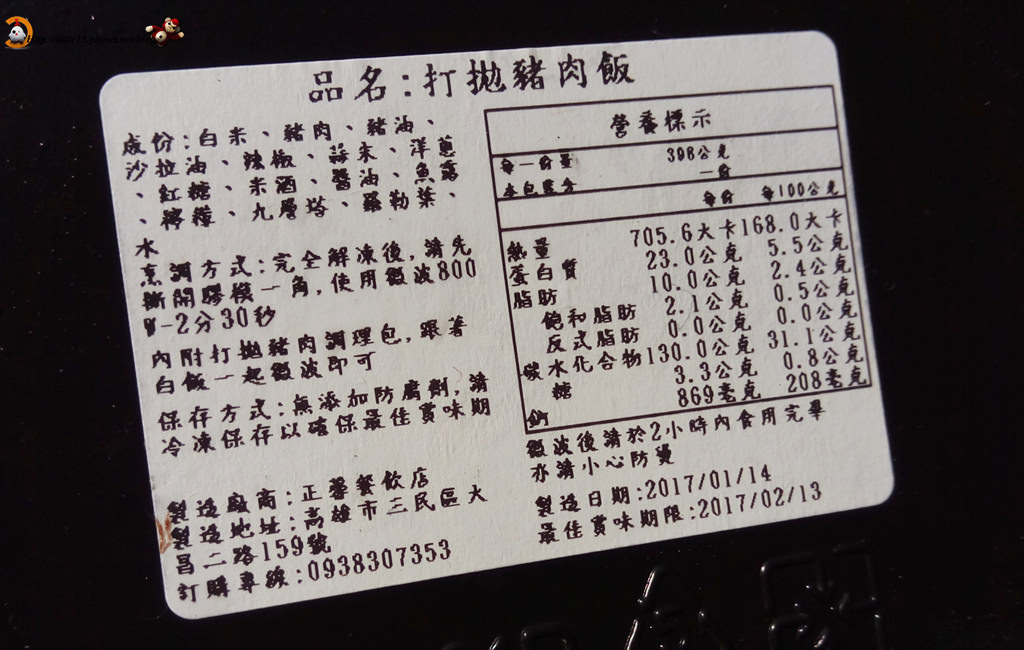 品名:打拋豬肉飯
成份:白米、豬肉、豬油、
沙拉油、辣椒、蒜末、洋蔥
、紅糖、米酒、醬油、魚露
、檸檬、九層塔、羅勒葉、
水
烹調方式:完全解凍後,請先
撕開膠模一角,使用微波800
W-2分30秒
內附打拋豬肉調理包,跟著
白飯一起微波即可
保存方式:無添加防腐劑,請
冷凍保存以確保最佳賞味期
製造廠商:正馨餐飲店
製造地址:高雄市三民區大
昌二路159號
訂購專線:0938307353
營養標示
每一份量 398公克
本包裝含 一份
每份 每100公克
熱量 705.6大卡 168.0大卡
蛋白質 23.0公克 5.5公克
脂肪 10.0公克 2.4公克
飽和脂肪 2.1公克 0.5公克
反式脂肪 0.0公克 0.0公克
碳水化合物 130.0公克 31.1公克
糖 3.3公克 0.8公克
鈉 869毫克 208毫克
微波後請於2小時內食用完畢
亦請小心防燙
製造日期:2017/01/14
最佳賞味期限:2017/02/13